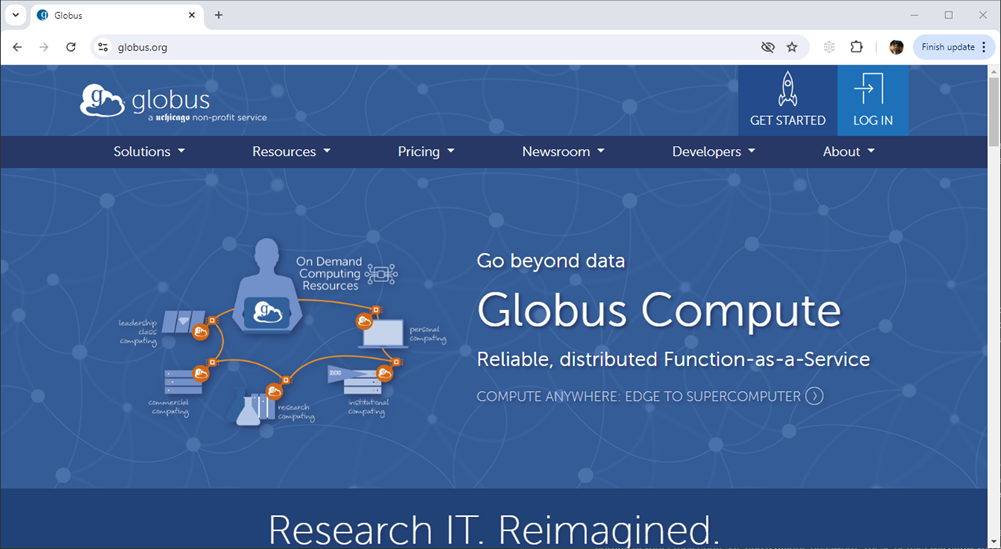 Globus
globus.org
Finish update
globus
a uchicago non-profit service
GET STARTED
LOG IN
Solutions
Resources
Pricing
Newsroom
Developers
About
On Demand
Computing
Resources
leadership
class
computing
personal
computing
commercial
computing
research
computing
institutional
computing
Go beyond data
Globus Compute
Reliable, distributed Function-as-a-Service
COMPUTE ANYWHERE: EDGE TO SUPERCOMPUTER
Research IT. Reimagined.